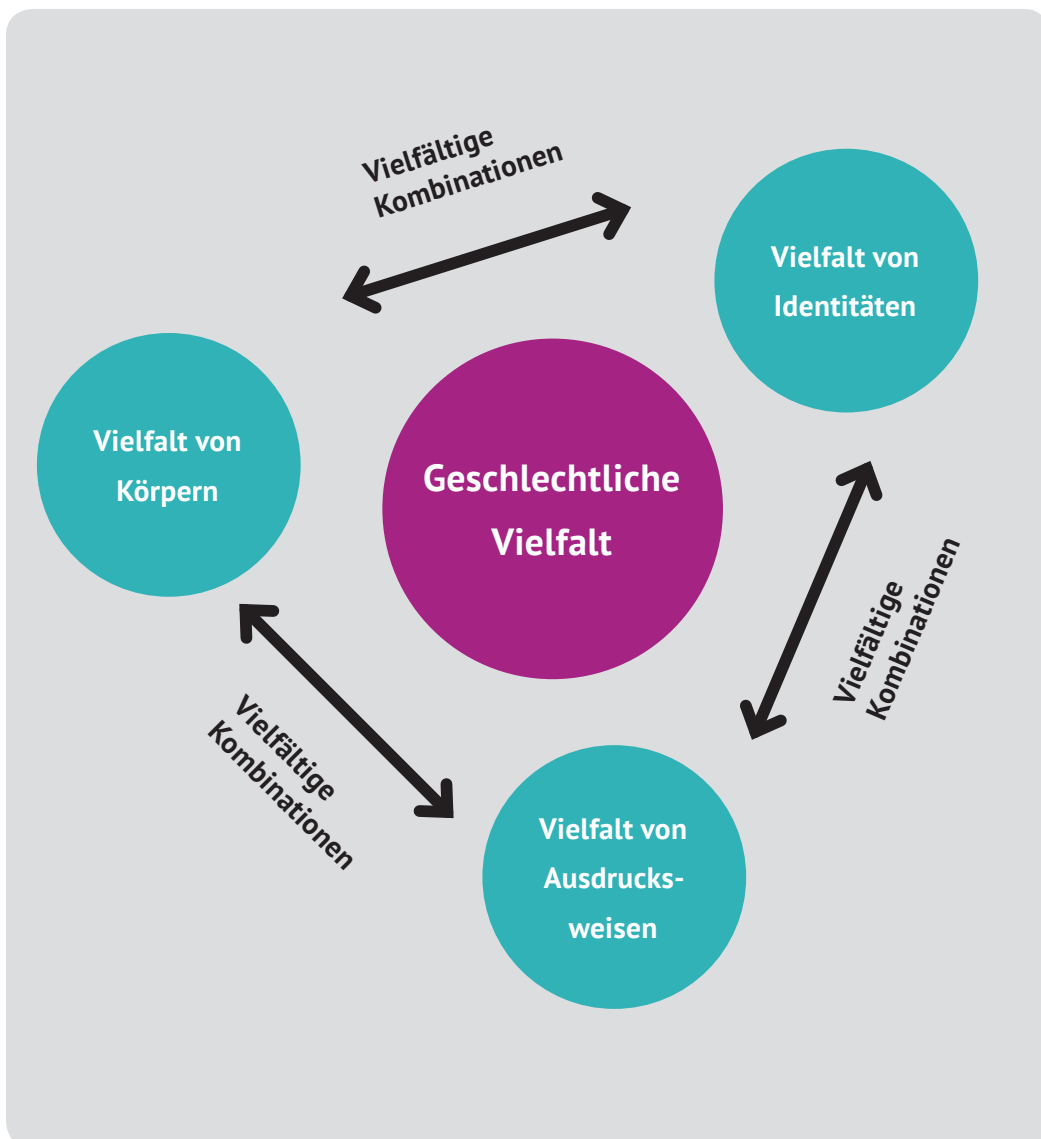 Vielfältige
Kombinationen
Vielfalt von
Identitäten
Vielfalt von
Körpern
Geschlechtliche
Vielfalt
Vielfältige
Kombinationen
Vielfältige
Kombinationen
Vielfalt von
Ausdrucks-
weisen